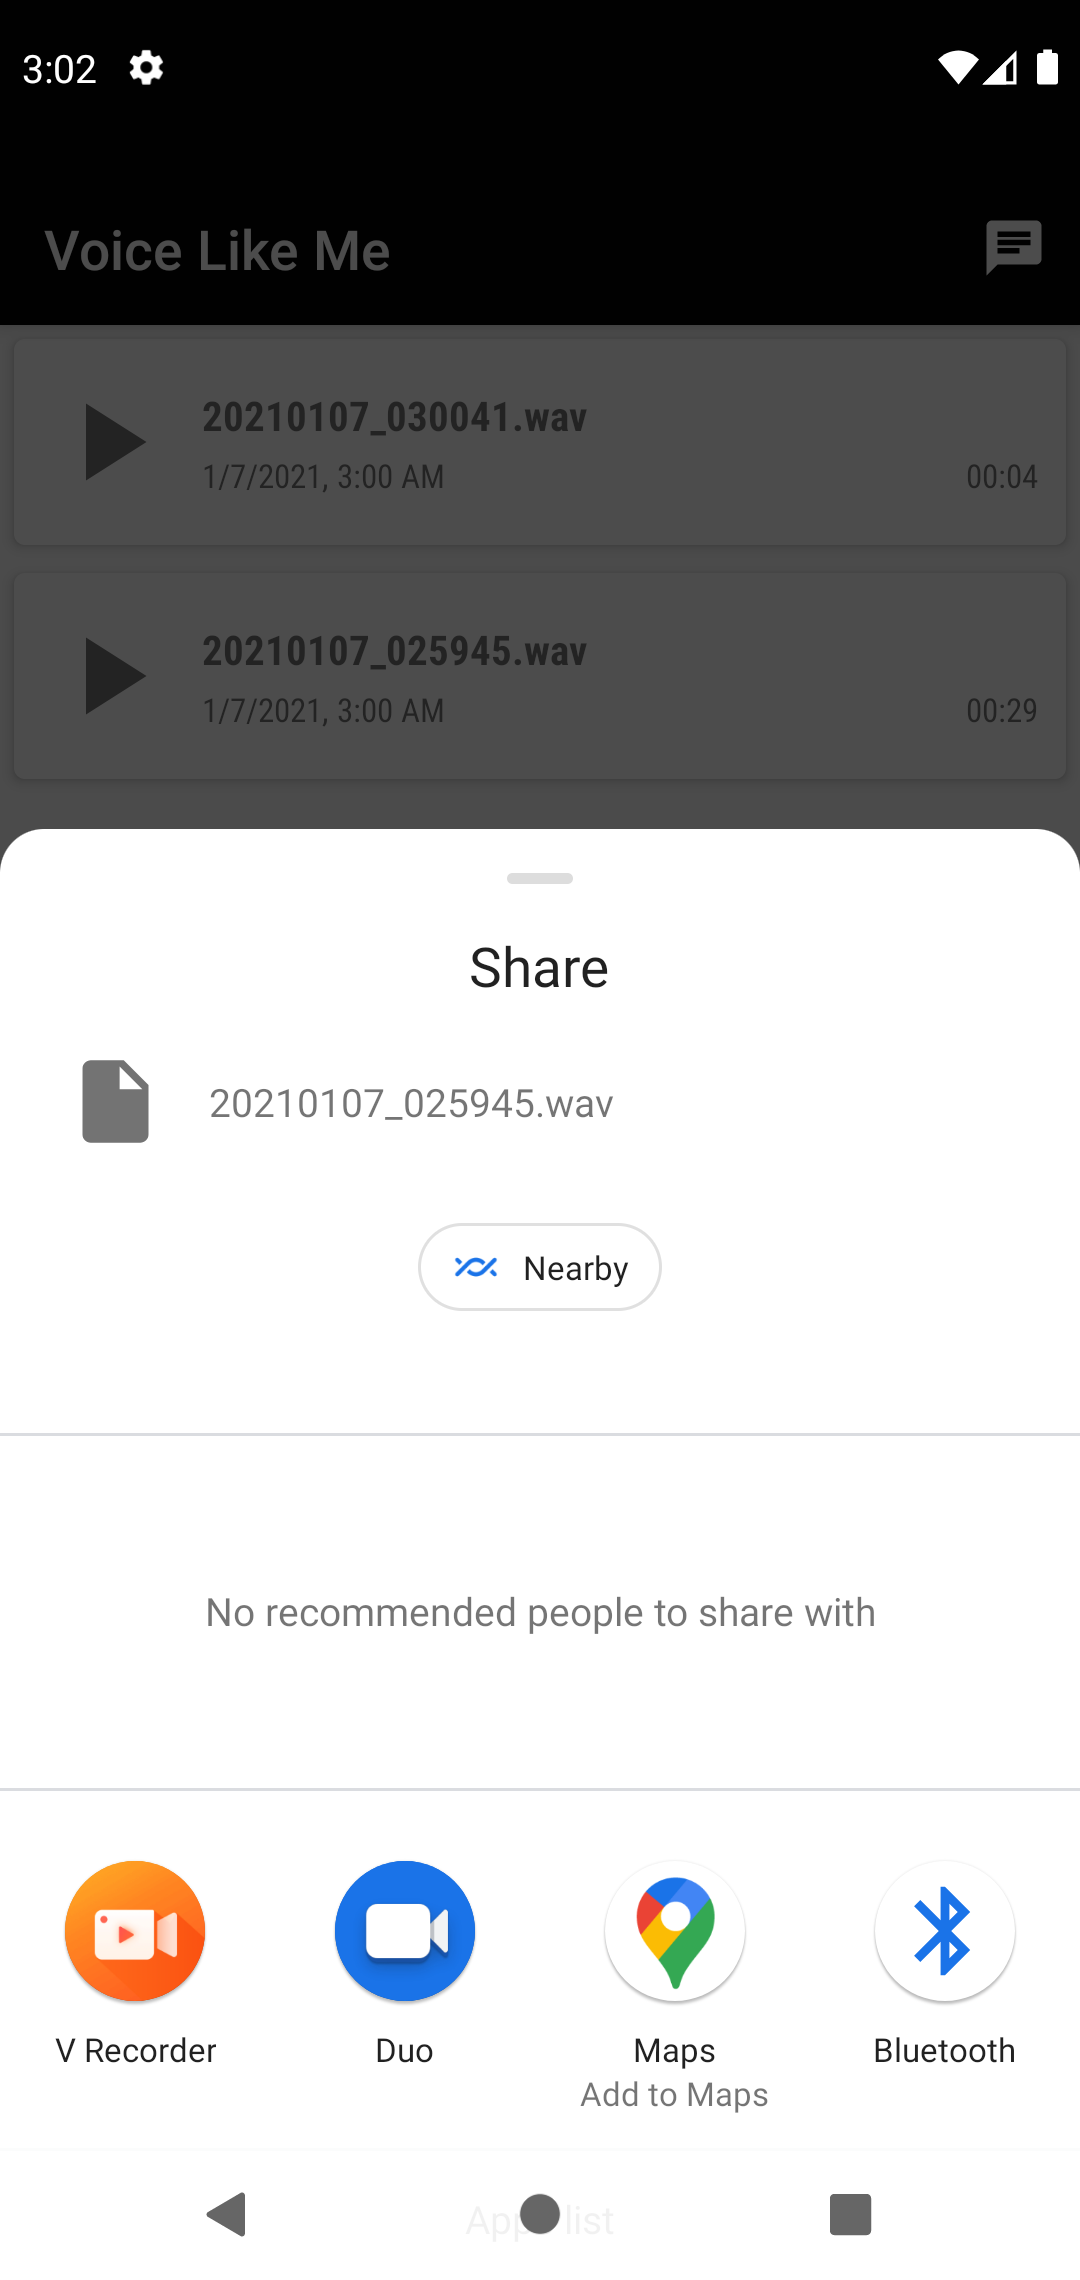 3:02
Voice Like Me
20210107_030041.wav
1/7/2021, 3:00 AM
00:04
20210107_025945.wav
1/7/2021, 3:00 AM
00:29
Share
20210107_025945.wav
Nearby
No recommended people to share with
V Recorder
Duo
Maps
Bluetooth
Add to Maps
list